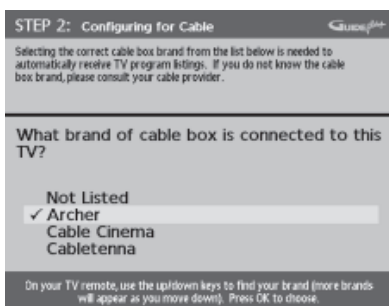 STEP 2: Configuring for Cable
GUIDE Plus+
Selecting the correct cable box brand from the list below is needed to
automatically receive TV program listings. If you do not know the cable
box brand, please consult your cable provider.
What brand of cable box is connected to this
TV?
Not Listed
✓ Archer
Cable Cinema
Cabletenna
On your TV remote, use the up/down keys to find your brand (more brands
will appear as you move down). Press OK to choose.